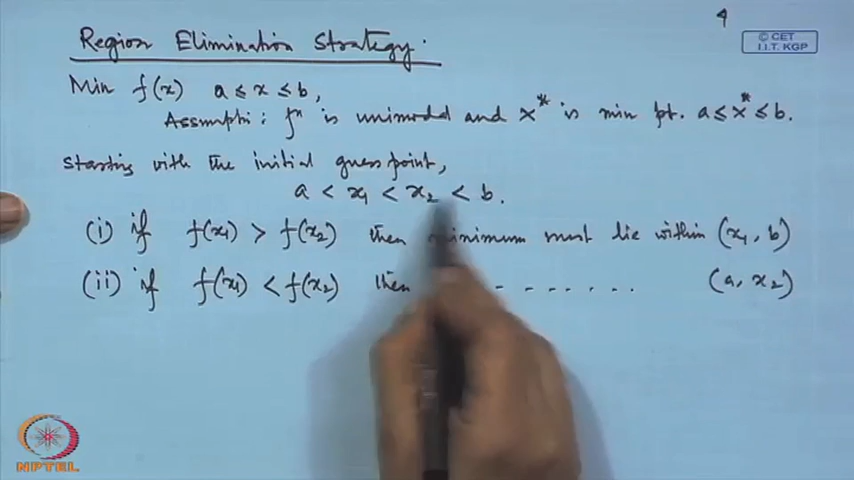 4
© CET
I.I.T. KGP
Region Elimination Strategy.
Min f(x) a ≤ x ≤ b,
Assumptn: fⁿ is unimodal and x* is min pt. a ≤ x* ≤ b.
Starting with the initial guess point,
a < x₁ < x₂ < b.
(i) if f(x₁) > f(x₂) then minimum must lie within (x₁, b)
(ii) if f(x₁) < f(x₂) then - - . . . . . . . (a, x₂)
NPTEL